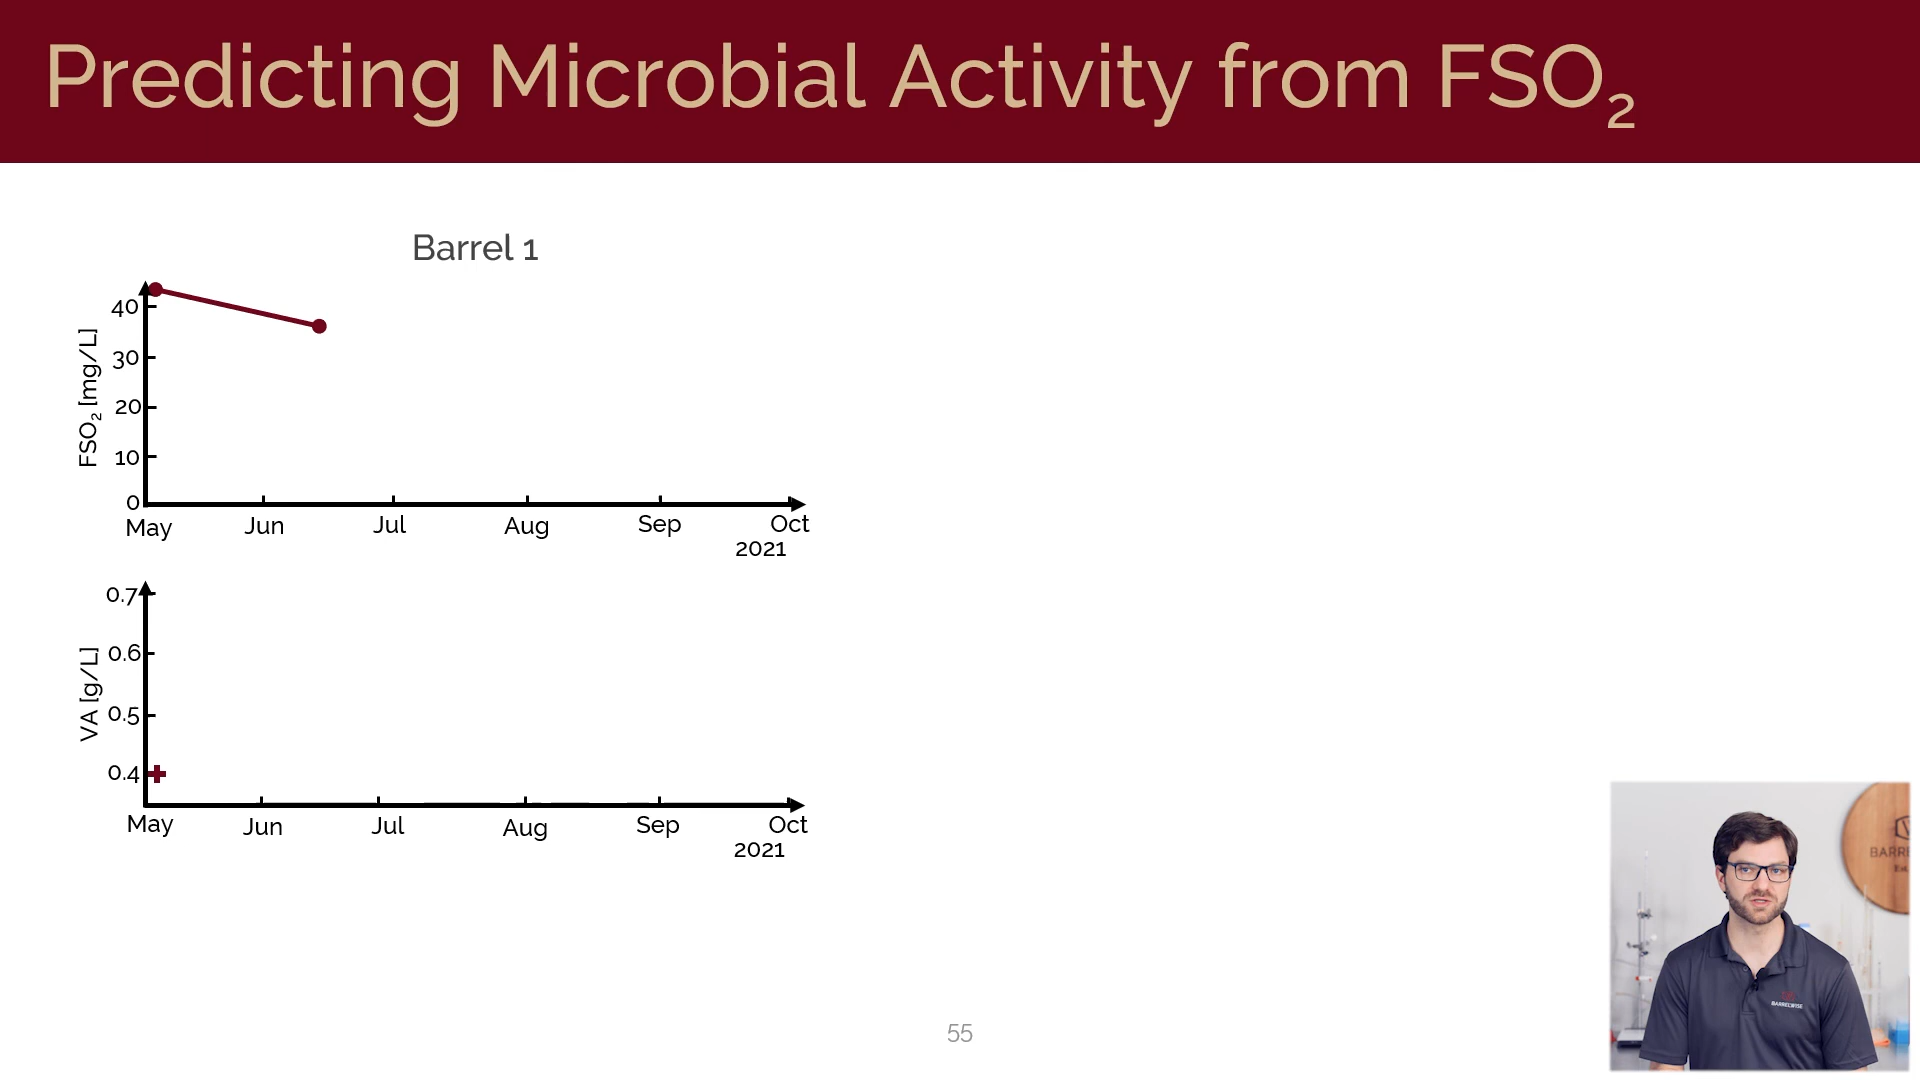 Predicting Microbial Activity from FSO₂
Barrel 1
FSO₂ [mg/L]
40
30
20
10
0
May Jun Jul Aug Sep Oct
2021
VA [g/L]
0.7
0.6
0.5
0.4
May Jun Jul Aug Sep Oct
2021
BARRELWISE
55